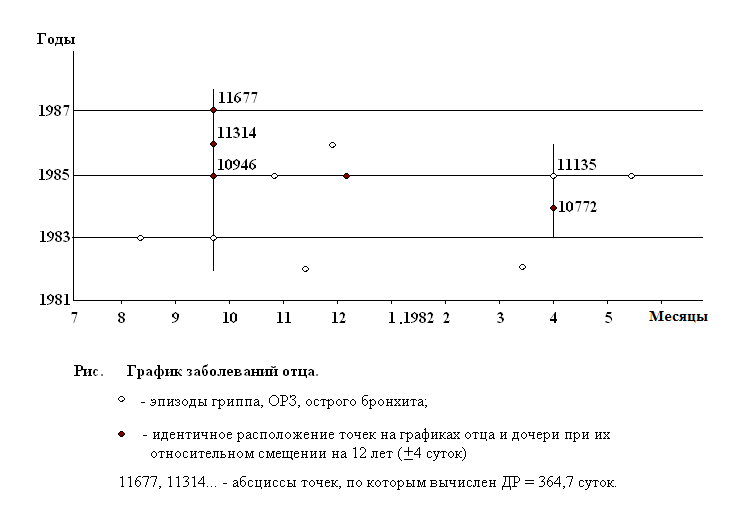 Годы
11677
1987
11314
10946
11135
1985
10772
1983
1981
7 8 9 10 11 12 1 .1982 2 3 4 5 Месяцы
Рис. График заболеваний отца.
- эпизоды гриппа, ОРЗ, острого бронхита;
- идентичное расположение точек на графиках отца и дочери при их
относительном смещении на 12 лет (±4 суток)
11677, 11314... - абсциссы точек, по которым вычислен ДР = 364,7 суток.